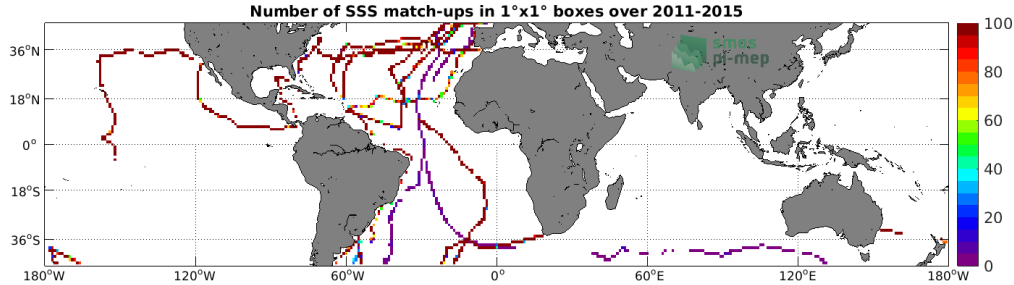 Number of SSS match-ups in 1°x1° boxes over 2011-2015
smos
pi-mep
36°N
18°N
0°
18°S
36°S
180°W 120°W 60°W 0° 60°E 120°E 180°W
100
80
60
40
20
0